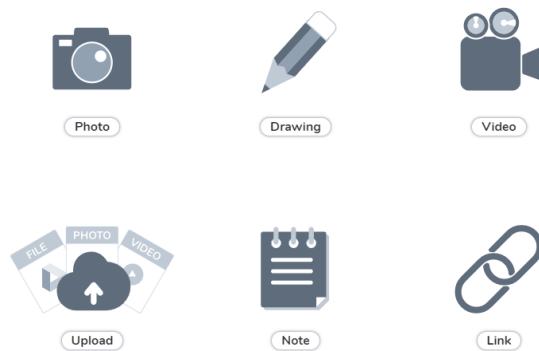 Photo
Drawing
Video
FILE
PHOTO
VIDEO
Upload
Note
Link